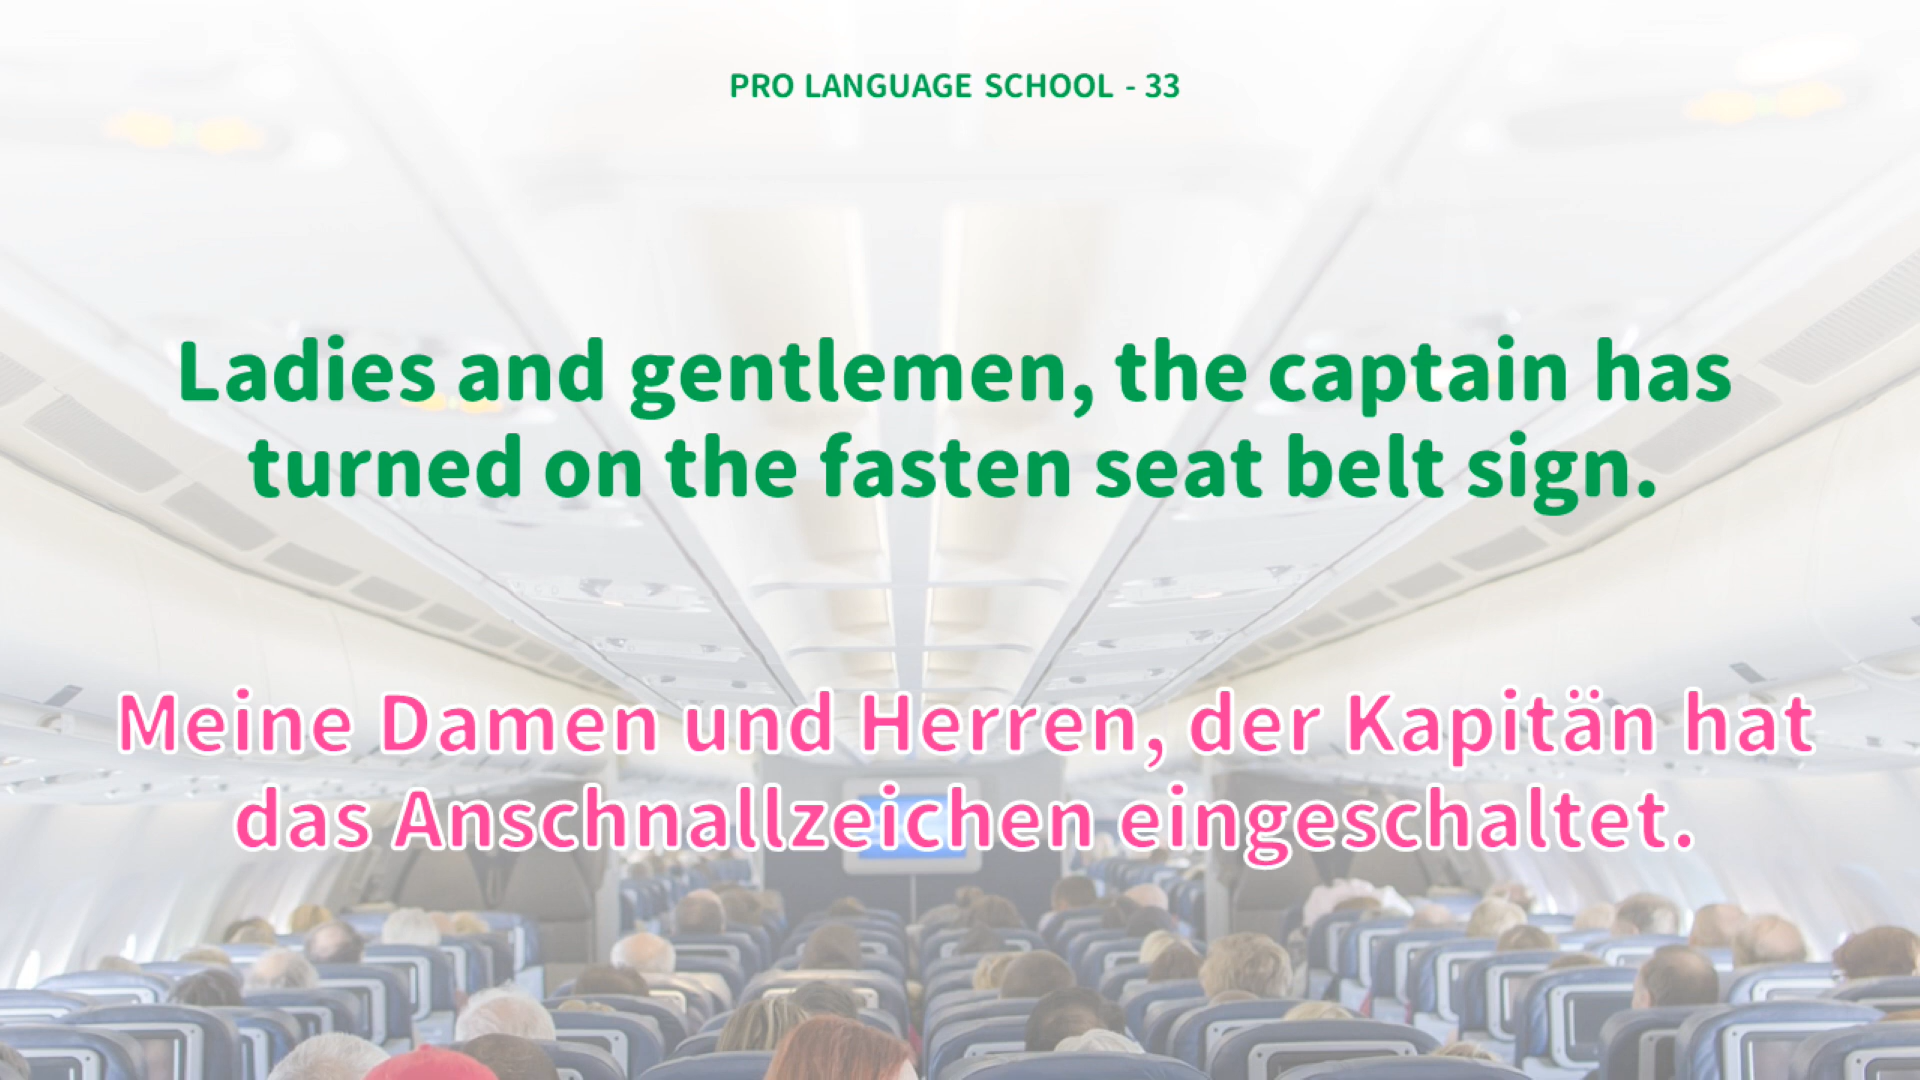 PRO LANGUAGE SCHOOL - 33
Ladies and gentlemen, the captain has
turned on the fasten seat belt sign.
Meine Damen und Herren, der Kapitän hat
das Anschnallzeichen eingeschaltet.